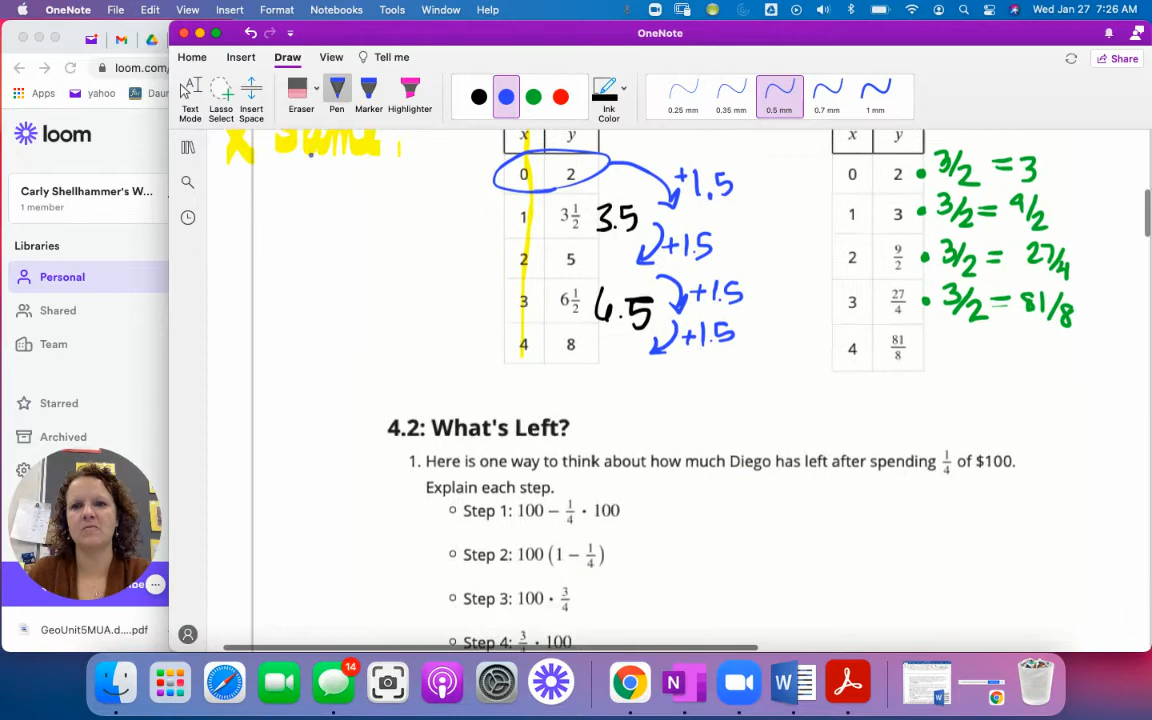 OneNote File Edit View Insert Format Notebooks Tools Window Help Wed Jan 27 7:26 AM
OneNote
Home Insert Draw View Tell me
Share
Text Mode
Lasso Select
Insert Space
Eraser
Pen
Marker
Highlighter
Ink Color
0.25 mm
0.35 mm
0.5 mm
0.7 mm
1 mm
loom.com/
Apps yahoo Daur
loom
Carly Shellhammer's W...
1 member
Libraries
Personal
Shared
Team
Starred
Archived
GeoUnit5MUA.d....pdf
x
x y
0 2 +1.5
1 3 1/2 3.5
+1.5
2 5
+1.5
3 6 1/2 6.5
+1.5
4 8
x y
0 2 • 3/2 = 3
1 3 • 3/2 = 9/2
2 9/2 • 3/2 = 27/4
3 27/4 • 3/2 = 81/8
4 81/8
4.2: What's Left?
1. Here is one way to think about how much Diego has left after spending 1/4 of $100.
Explain each step.
○ Step 1: 100 − 1/4 · 100
○ Step 2: 100 (1 − 1/4)
○ Step 3: 100 · 3/4
○ Step 4: 3/4 · 100
14